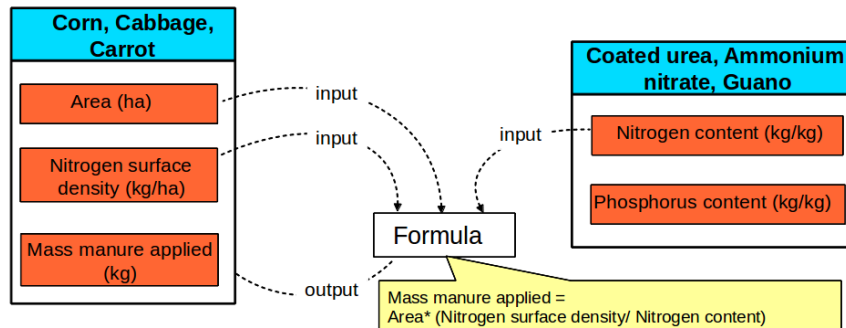 Corn, Cabbage,
Carrot
Area (ha)
Nitrogen surface
density (kg/ha)
Mass manure applied
(kg)
input
input
input
output
Formula
Coated urea, Ammonium
nitrate, Guano
Nitrogen content (kg/kg)
Phosphorus content (kg/kg)
Mass manure applied =
Area* (Nitrogen surface density/ Nitrogen content)